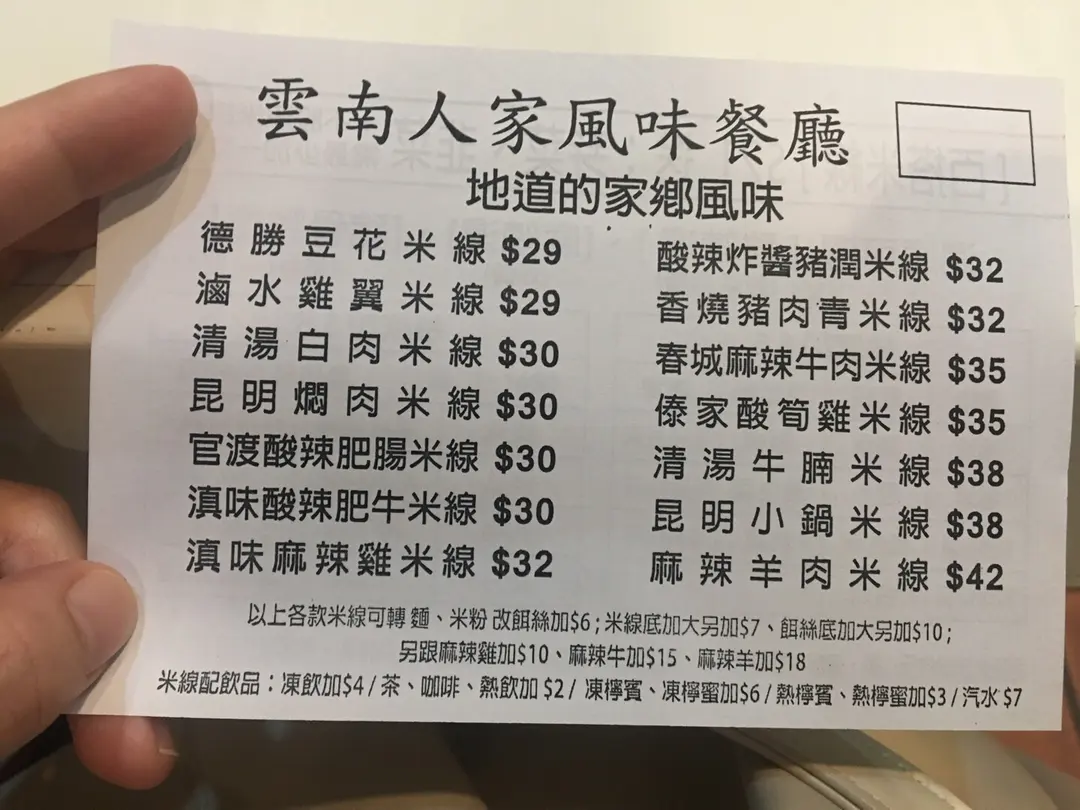 雲南人家風味餐廳
地道的家鄉風味
德勝豆花米線 $29
滷水雞翼米線 $29
清湯白肉米線 $30
昆明燜肉米線 $30
官渡酸辣肥腸米線 $30
滇味酸辣肥牛米線 $30
滇味麻辣雞米線 $32
酸辣炸醬豬潤米線 $32
香燒豬肉青米線 $32
春城麻辣牛肉米線 $35
傣家酸筍雞米線 $35
清湯牛腩米線 $38
昆明小鍋米線 $38
麻辣羊肉米線 $42
以上各款米線可轉 麵、米粉 改餌絲加$6 ; 米線底加大另加$7、餌絲底加大另加$10 ;
另跟麻辣雞加$10、麻辣牛加$15、麻辣羊加$18
米線配飲品：凍飲加$4 / 茶、咖啡、熱飲加 $2 / 凍檸賓、凍檸蜜加$6 / 熱檸賓、熱檸蜜加$3 / 汽水 $7